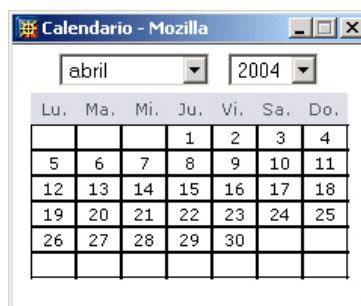 Calendario - Mozilla
abril 2004
Lu. Ma. Mi. Ju. Vi. Sa. Do.
1 2 3 4
5 6 7 8 9 10 11
12 13 14 15 16 17 18
19 20 21 22 23 24 25
26 27 28 29 30